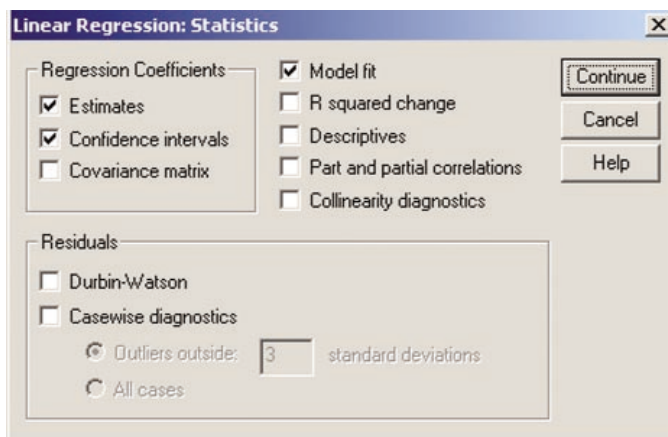 Linear Regression: Statistics
Regression Coefficients
Estimates
Confidence intervals
Covariance matrix
Model fit
R squared change
Descriptives
Part and partial correlations
Collinearity diagnostics
Continue
Cancel
Help
Residuals
Durbin-Watson
Casewise diagnostics
Outliers outside: 3 standard deviations
All cases